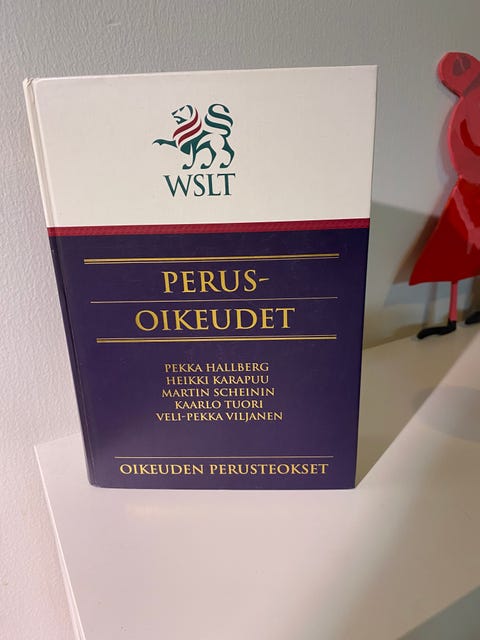 WSLT
PERUS-
OIKEUDET
PEKKA HALLBERG
HEIKKI KARAPUU
MARTIN SCHEININ
KAARLO TUORI
VELI-PEKKA VILJANEN
OIKEUDEN PERUSTEOKSET